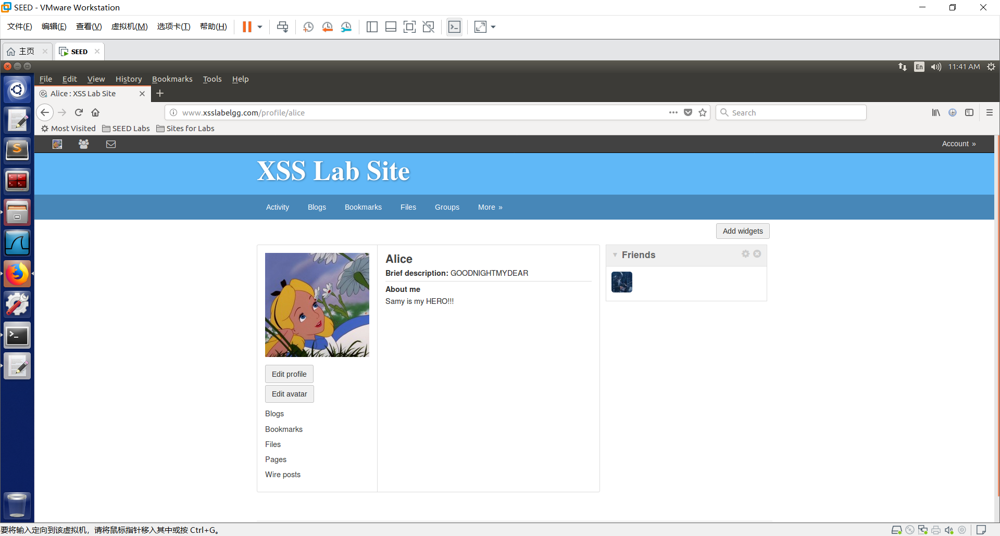 SEED - VMware Workstation
文件(F) 编辑(E) 查看(V) 虚拟机(M) 选项卡(T) 帮助(H)
主页 SEED
En 11:41 AM
File Edit View History Bookmarks Tools Help
Alice : XSS Lab Site
www.xsslabelgg.com/profile/alice Search
Most Visited SEED Labs Sites for Labs
Account »
XSS Lab Site
Activity Blogs Bookmarks Files Groups More »
Add widgets
Alice
Brief description: GOODNIGHTMYDEAR
About me
Samy is my HERO!!!
Friends
Edit profile
Edit avatar
Blogs
Bookmarks
Files
Pages
Wire posts
要将输入定向到该虚拟机，请将鼠标指针移入其中或按 Ctrl+G。